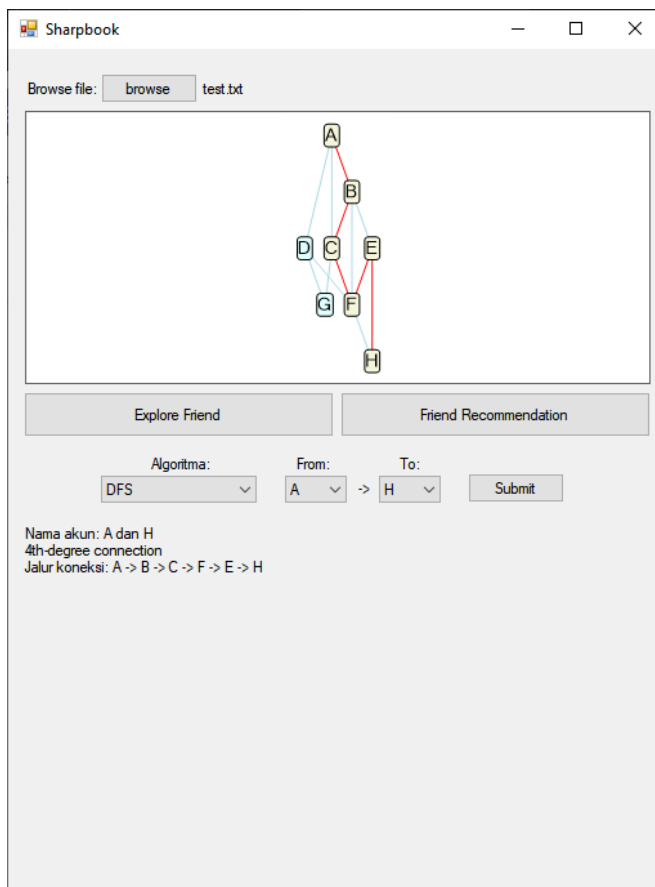 Sharpbook
Browse file: browse test.txt
A
B
D C E
G F
H
Explore Friend Friend Recommendation
Algoritma: From: To:
DFS A -> H Submit
Nama akun: A dan H
4th-degree connection
Jalur koneksi: A -> B -> C -> F -> E -> H